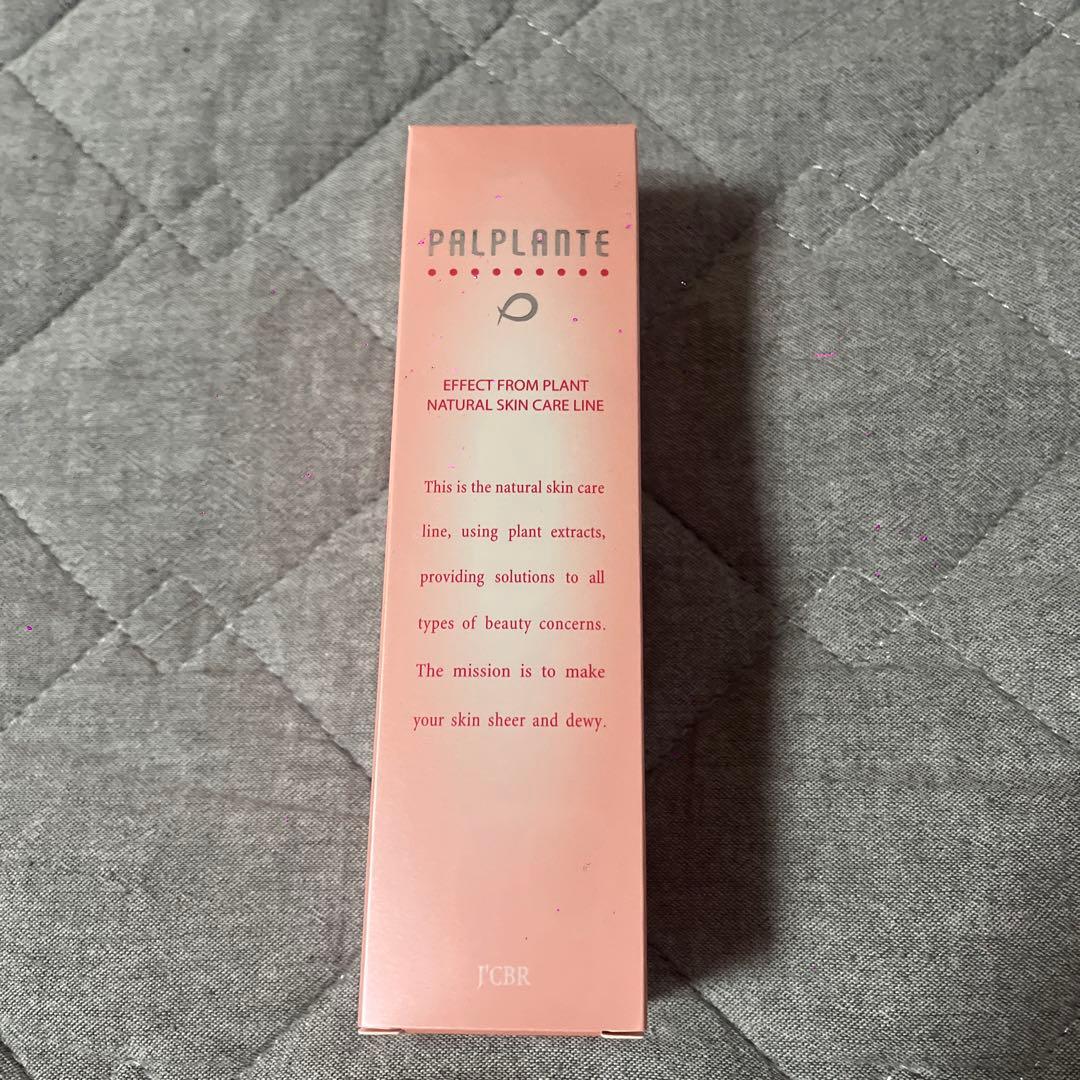 PALPLANTE
EFFECT FROM PLANT
NATURAL SKIN CARE LINE
This is the natural skin care
line, using plant extracts,
providing solutions to all
types of beauty concerns.
The mission is to make
your skin sheer and dewy.
J'CBR